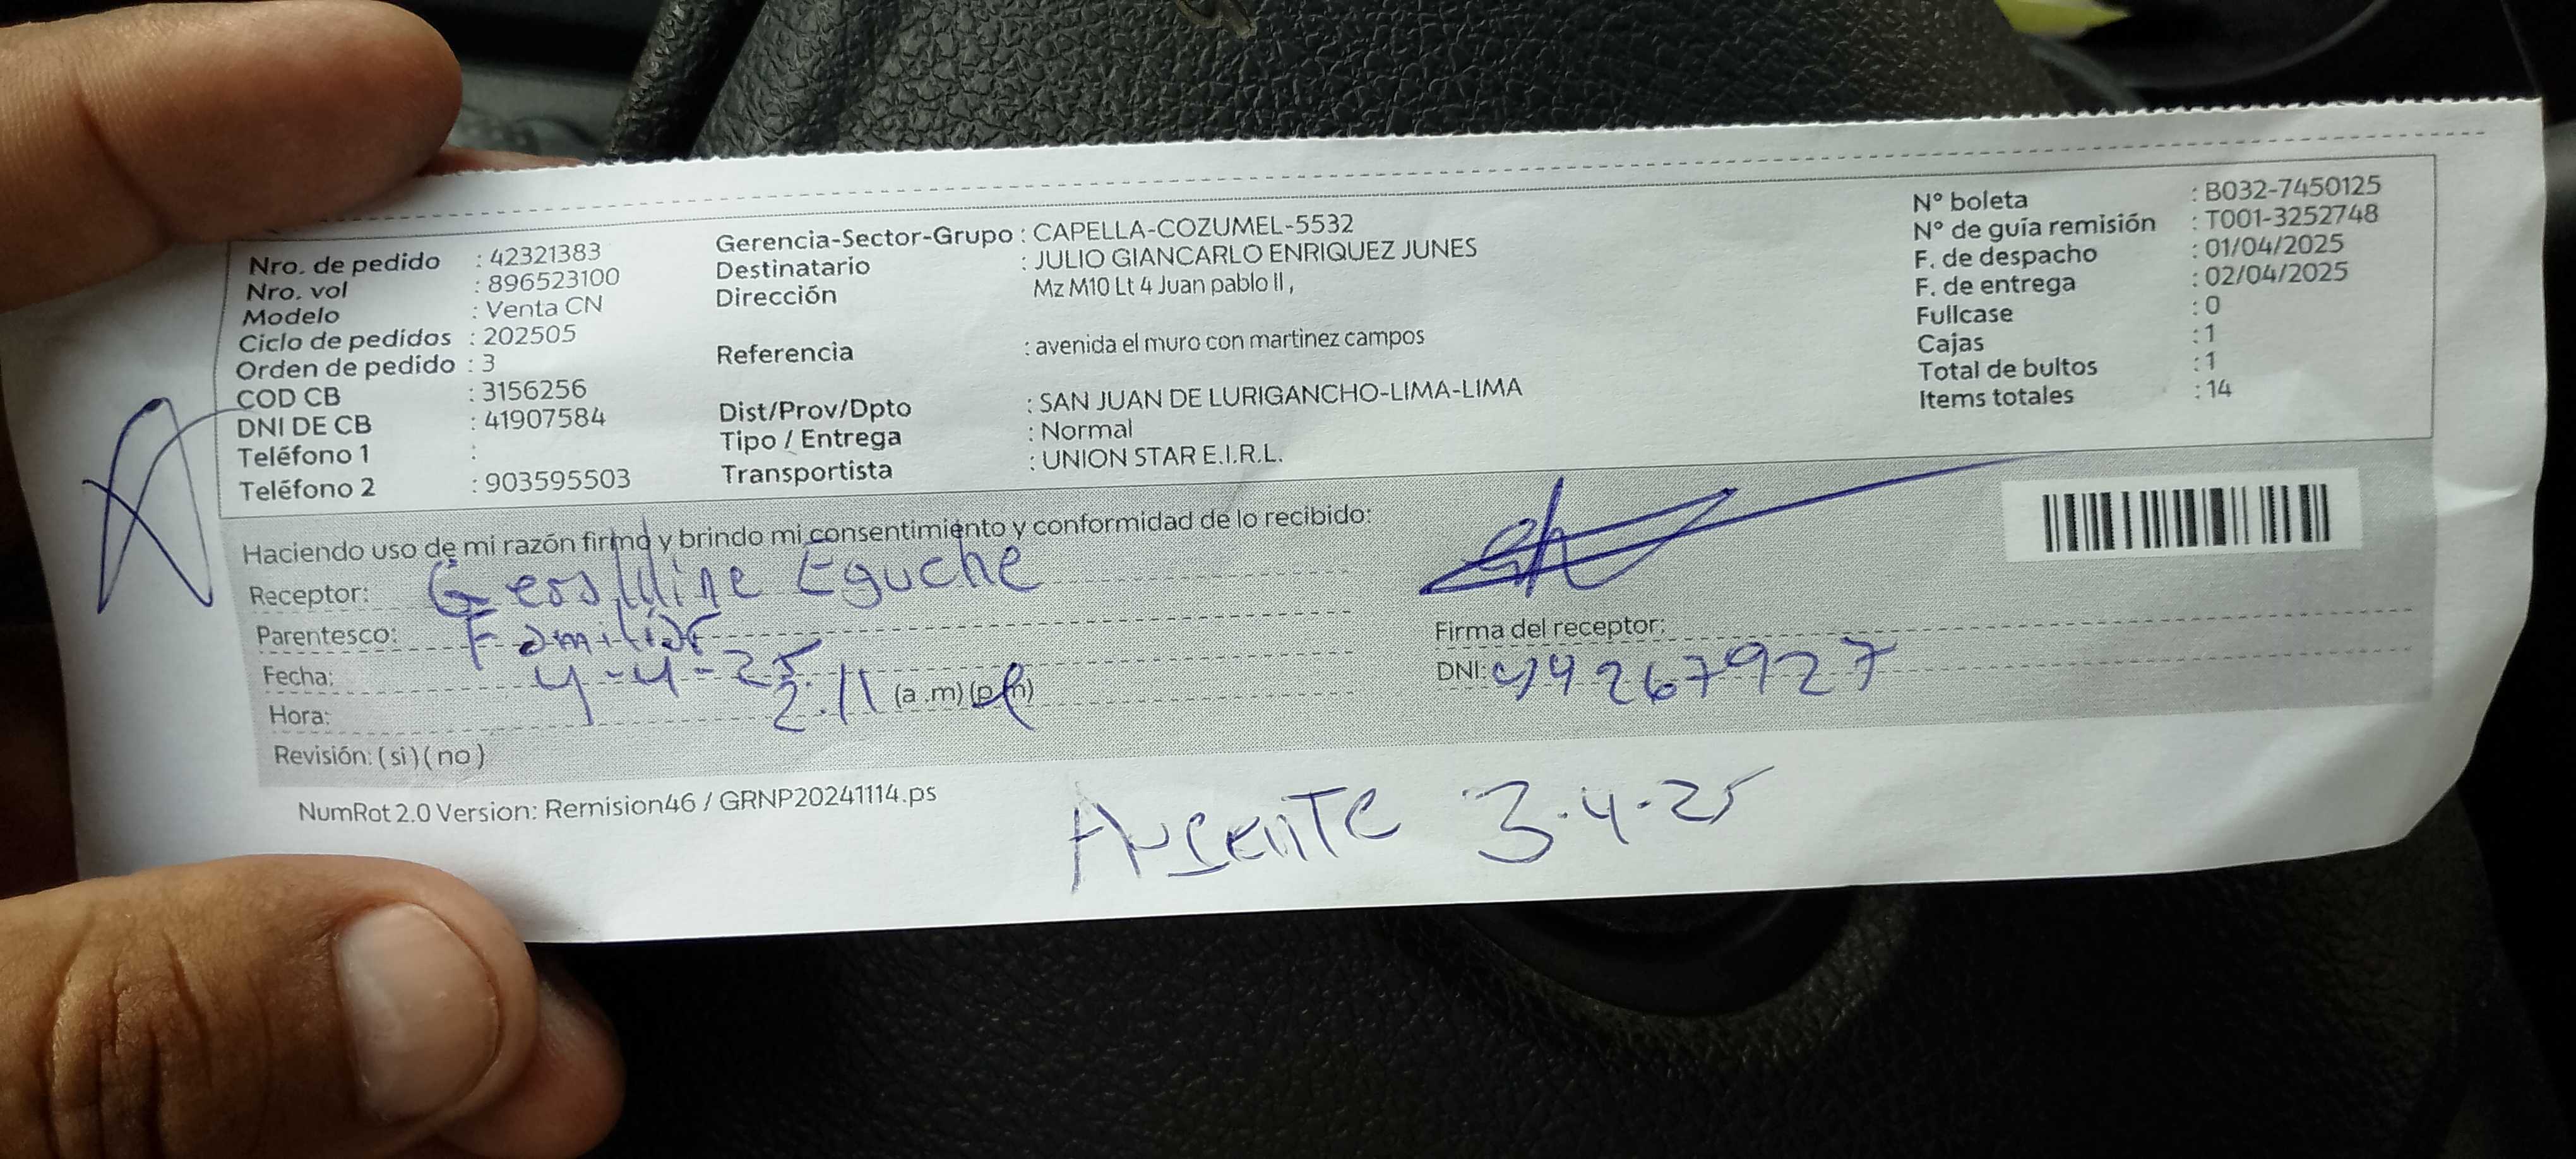 Nro. de pedido : 42321383
Nro. vol : 896523100
Modelo : Venta CN
Ciclo de pedidos : 202505
Orden de pedido : 3
COD CB : 3156256
DNI DE CB : 41907584
Teléfono 1 :
Teléfono 2 : 903595503
Gerencia-Sector-Grupo : CAPELLA-COZUMEL-5532
Destinatario : JULIO GIANCARLO ENRIQUEZ JUNES
Dirección Mz M10 Lt 4 Juan pablo II ,
Referencia : avenida el muro con martinez campos
Dist/Prov/Dpto : SAN JUAN DE LURIGANCHO-LIMA-LIMA
Tipo / Entrega : Normal
Transportista : UNION STAR E.I.R.L.
N° boleta : B032-7450125
N° de guía remisión : T001-3252748
F. de despacho : 01/04/2025
F. de entrega : 02/04/2025
Fullcase : 0
Cajas : 1
Total de bultos : 1
Items totales : 14
Haciendo uso de mi razón firmo y brindo mi consentimiento y conformidad de lo recibido:
Receptor: Eguche
Parentesco: Familiar
Fecha: 4-4-25
Hora: 2.11 (a .m) (p.m)
Revisión: ( si ) ( no )
Firma del receptor:
DNI: 44267927
NumRot 2.0 Version: Remision46 / GRNP20241114.ps
Ausente 3.4.25